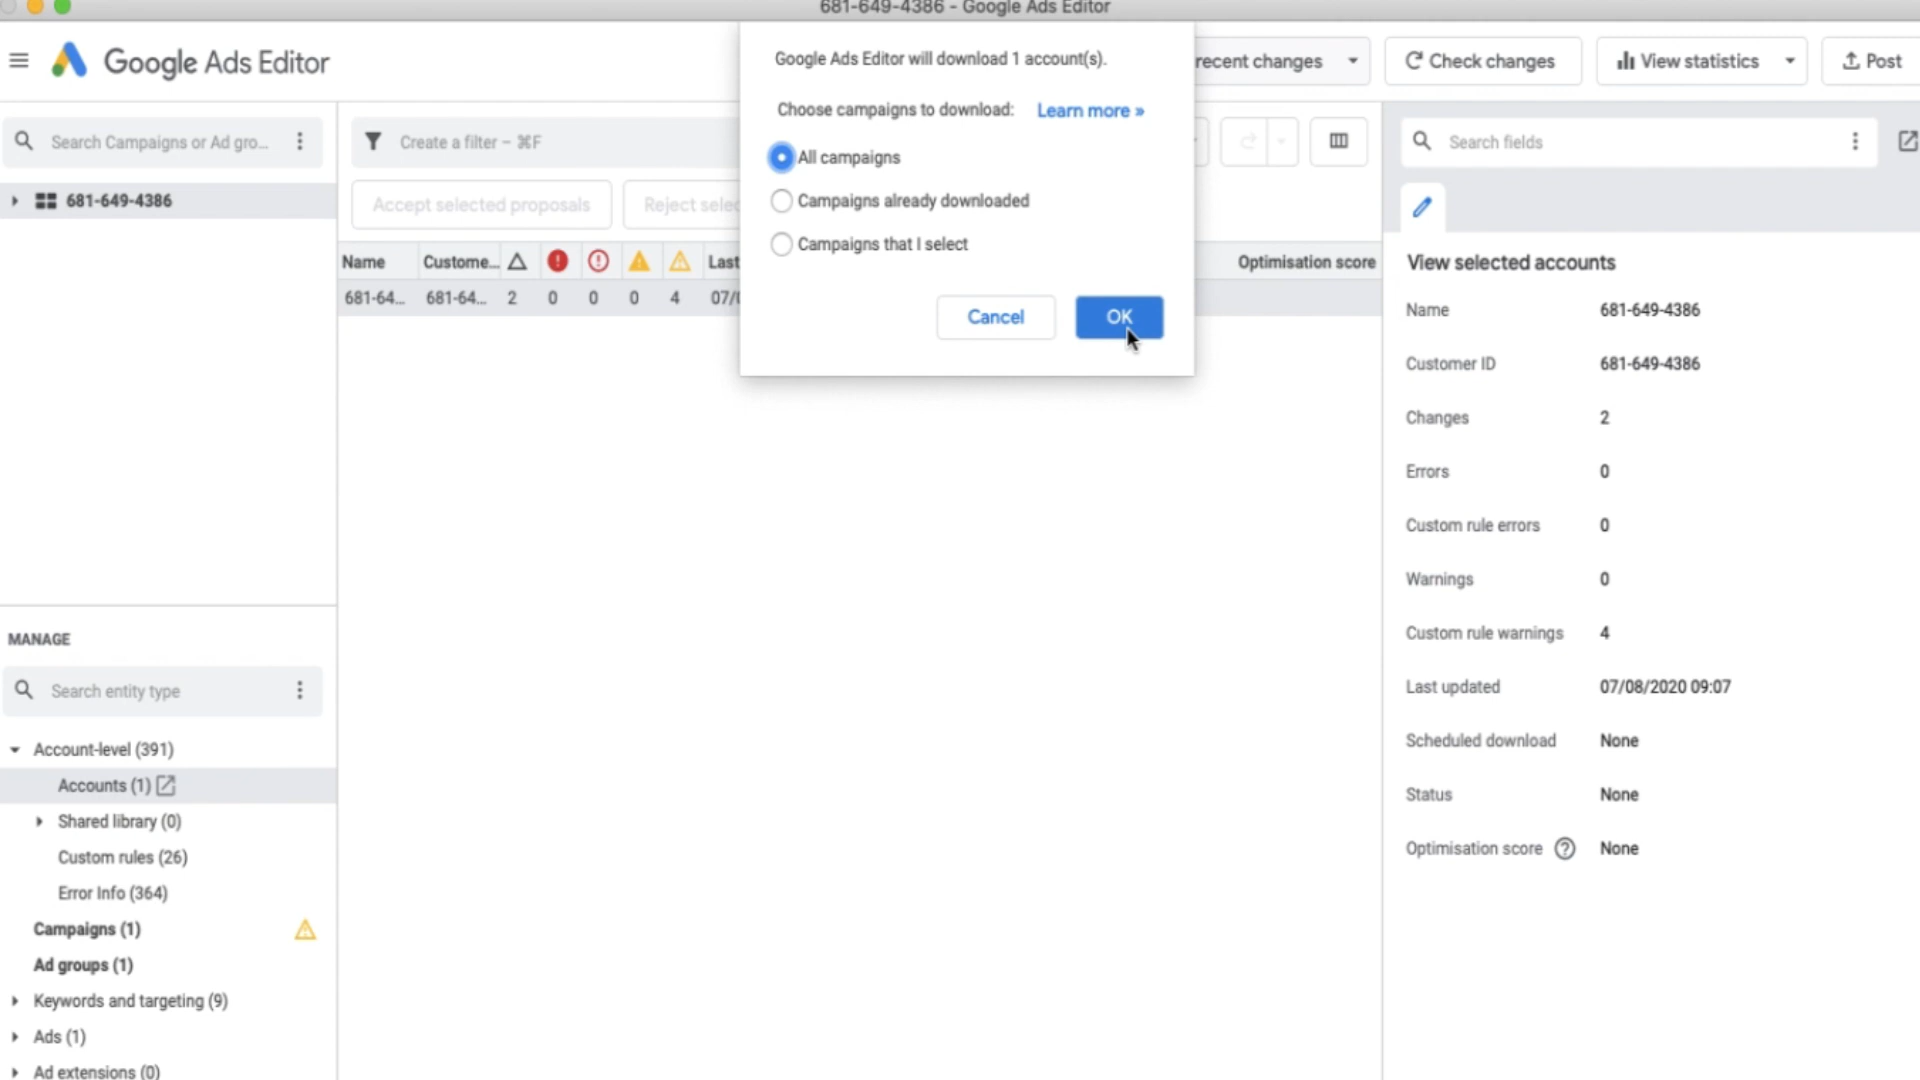 681-649-4386 - Google Ads Editor
Google Ads Editor
recent changes
Check changes
View statistics
Post
Google Ads Editor will download 1 account(s).
Choose campaigns to download: Learn more »
All campaigns
Campaigns already downloaded
Campaigns that I select
Cancel
OK
Search Campaigns or Ad gro...
681-649-4386
Create a filter – ⌘F
Accept selected proposals
Reject selec
Name Custome... Last Optimisation score
681-64... 681-64... 2 0 0 0 4 07/0
Search fields
View selected accounts
Name 681-649-4386
Customer ID 681-649-4386
Changes 2
Errors 0
Custom rule errors 0
Warnings 0
Custom rule warnings 4
Last updated 07/08/2020 09:07
Scheduled download None
Status None
Optimisation score None
MANAGE
Search entity type
Account-level (391)
Accounts (1)
Shared library (0)
Custom rules (26)
Error Info (364)
Campaigns (1)
Ad groups (1)
Keywords and targeting (9)
Ads (1)
Ad extensions (0)